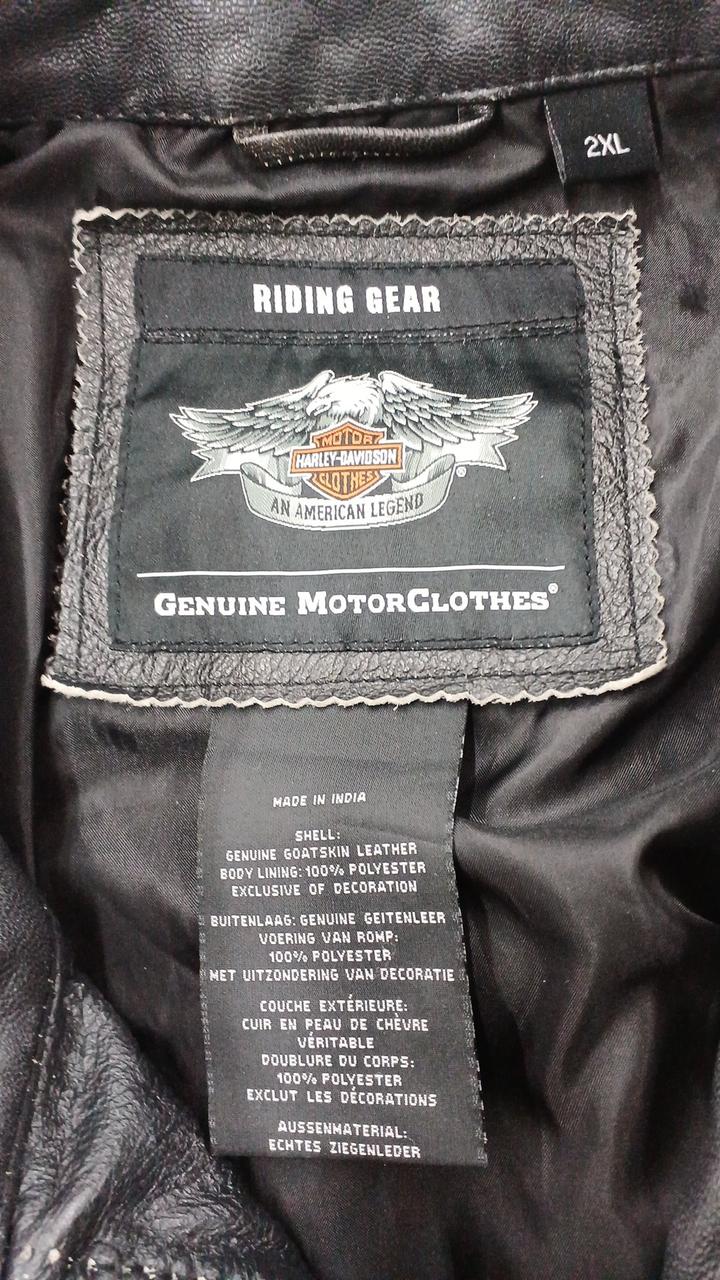 2XL
RIDING GEAR
MOTOR
HARLEY-DAVIDSON
CLOTHES
®
AN AMERICAN LEGEND
GENUINE MOTORCLOTHES®
MADE IN INDIA
SHELL:
GENUINE GOATSKIN LEATHER
BODY LINING: 100% POLYESTER
EXCLUSIVE OF DECORATION
BUITENLAAG: GENUINE GEITENLEER
VOERING VAN ROMP:
100% POLYESTER
MET UITZONDERING VAN DECORATIE
COUCHE EXTÉRIEURE:
CUIR EN PEAU DE CHÈVRE
VÉRITABLE
DOUBLURE DU CORPS:
100% POLYESTER
EXCLUT LES DÉCORATIONS
AUSSENMATERIAL:
ECHTES ZIEGENLEDER